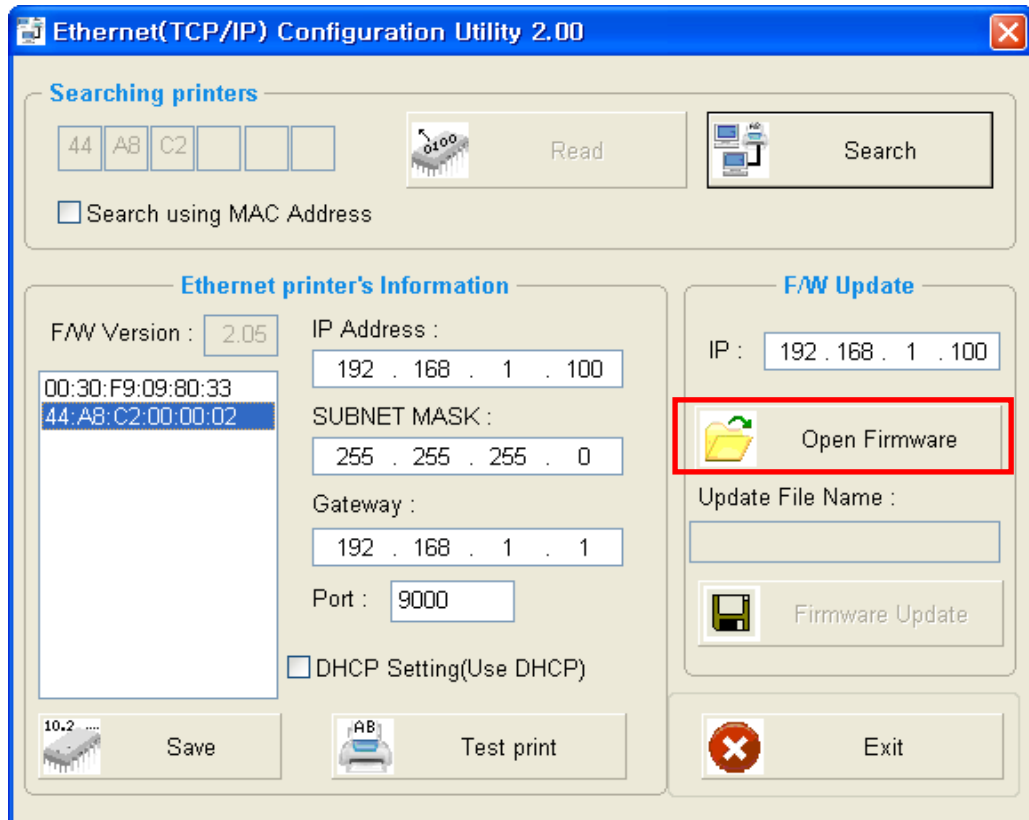 Ethernet(TCP/IP) Configuration Utility 2.00
Searching printers
44 A8 C2
0100
Read
Search
Search using MAC Address
Ethernet printer's Information
F/W Version : 2.05
00:30:F9:09:80:33
44:A8:C2:00:00:02
IP Address :
192 . 168 . 1 . 100
SUBNET MASK :
255 . 255 . 255 . 0
Gateway :
192 . 168 . 1 . 1
Port : 9000
DHCP Setting(Use DHCP)
10.2 ....
Save
AB
Test print
F/W Update
IP : 192 . 168 . 1 . 100
Open Firmware
Update File Name :
Firmware Update
Exit